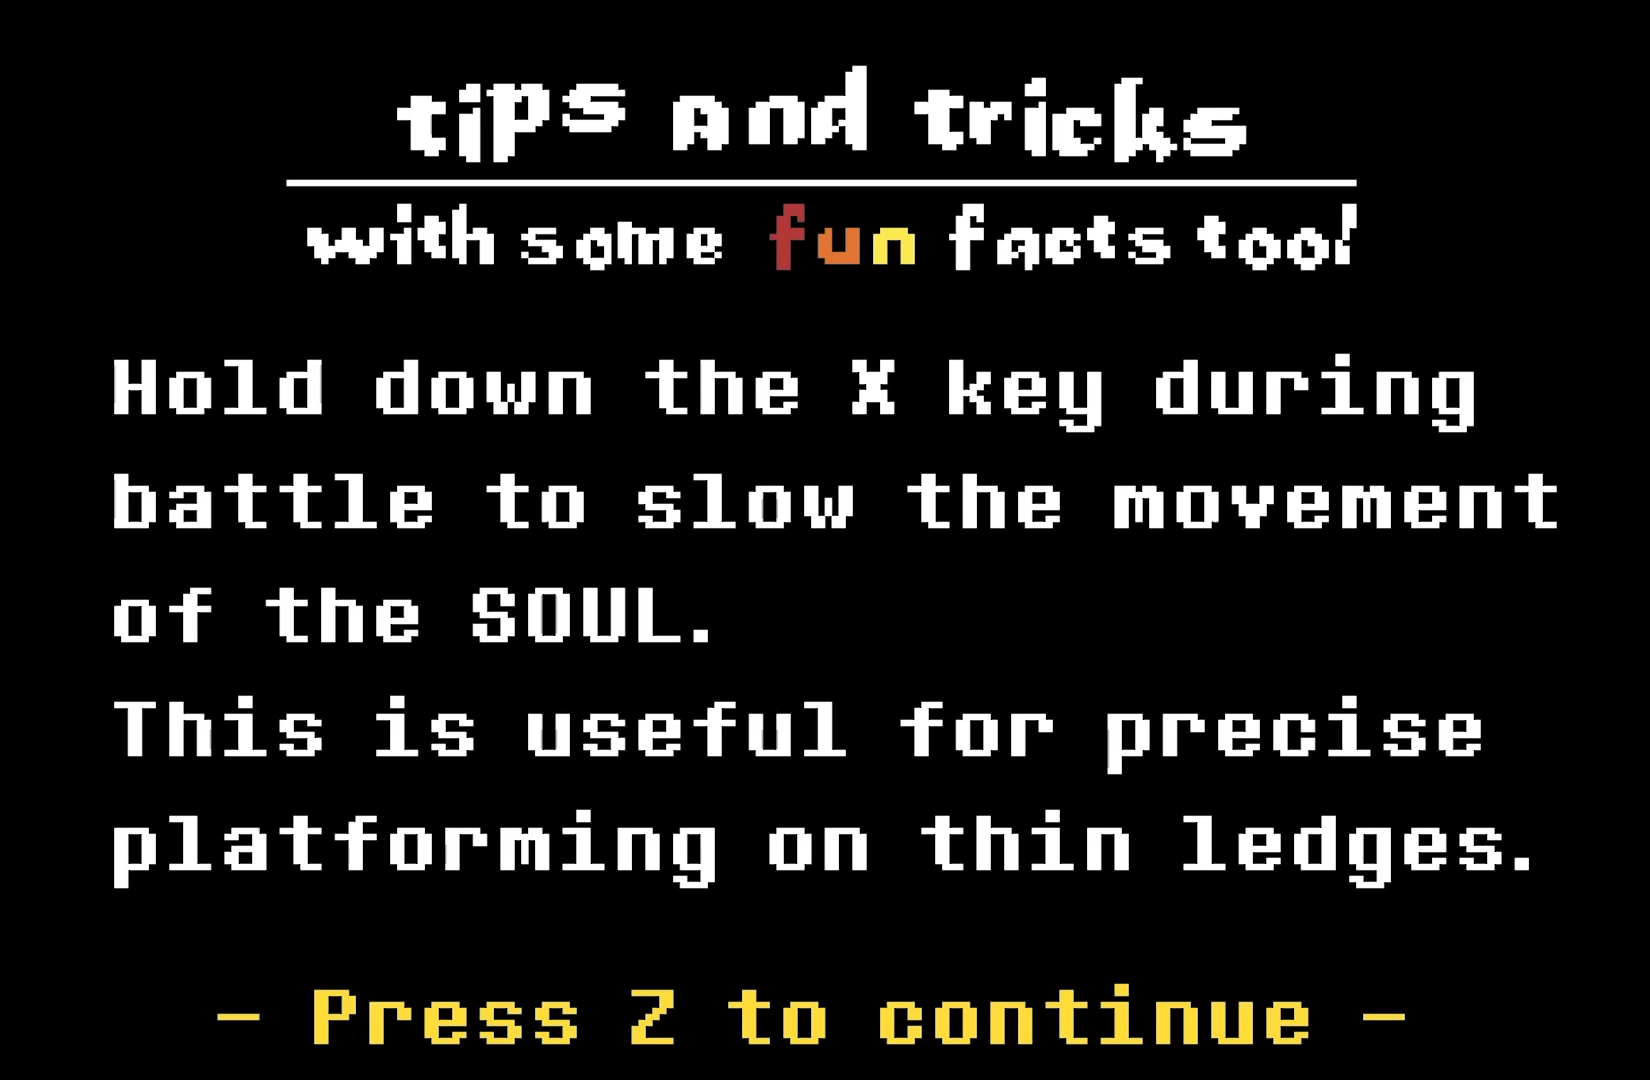 tips and tricks
with some fun facts too!
Hold down the X key during
battle to slow the movement
of the SOUL.
This is useful for precise
platforming on thin ledges.
- Press Z to continue -